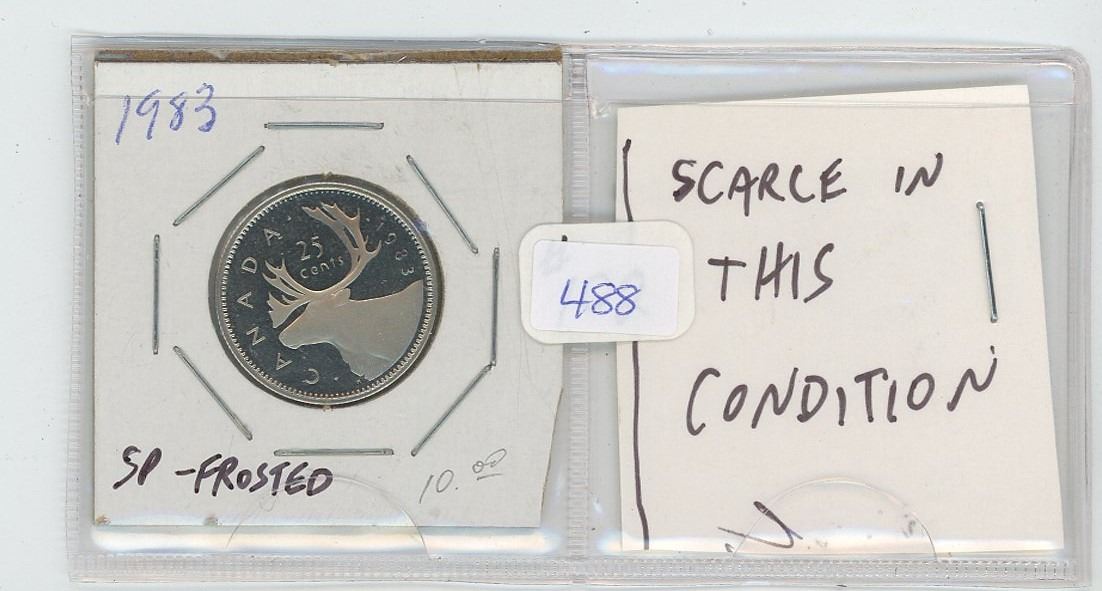 1983
CANADA
25
cents
1983
SP -FROSTED
10.00
488
SCARCE IN
THIS
CONDITION